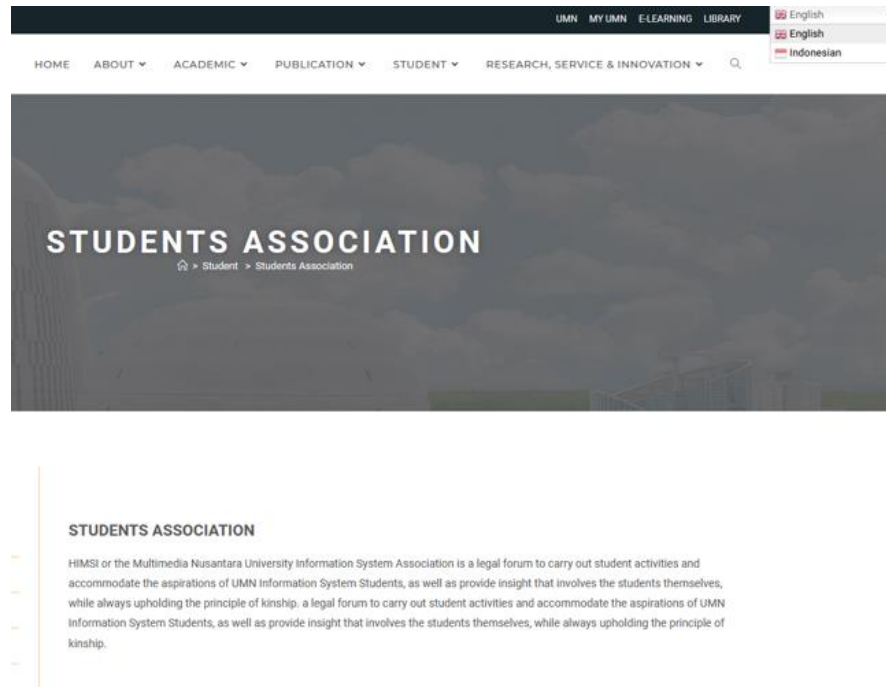 UMN MY UMN E-LEARNING LIBRARY
English
English
Indonesian
HOME ABOUT ACADEMIC PUBLICATION STUDENT RESEARCH, SERVICE & INNOVATION
STUDENTS ASSOCIATION
> Student > Students Association
STUDENTS ASSOCIATION
HIMSI or the Multimedia Nusantara University Information System Association is a legal forum to carry out student activities and
accommodate the aspirations of UMN Information System Students, as well as provide insight that involves the students themselves,
while always upholding the principle of kinship. a legal forum to carry out student activities and accommodate the aspirations of UMN
Information System Students, as well as provide insight that involves the students themselves, while always upholding the principle of
kinship.